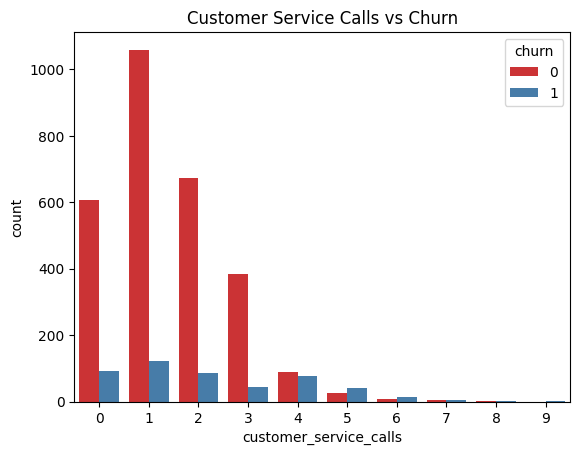 Customer Service Calls vs Churn
churn
0
1
1000
800
600
400
200
0
count
0 1 2 3 4 5 6 7 8 9
customer_service_calls